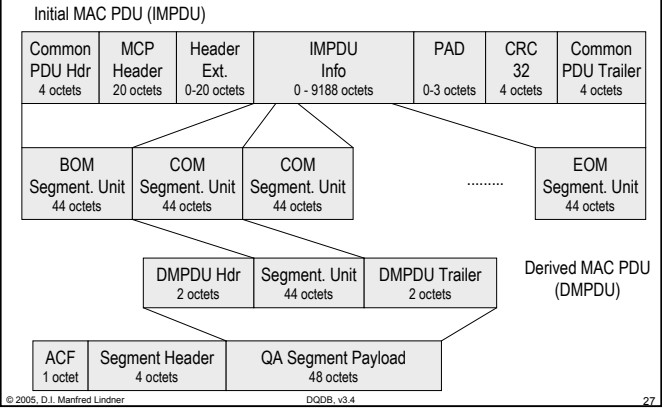 Initial MAC PDU (IMPDU)
Common MCP Header IMPDU PAD CRC Common
PDU Hdr Header Ext. Info 0-3 octets 32 PDU Trailer
4 octets 20 octets 0-20 octets 0 - 9188 octets 4 octets 4 octets
BOM COM COM EOM
Segment. Unit Segment. Unit Segment. Unit ......... Segment. Unit
44 octets 44 octets 44 octets 44 octets
DMPDU Hdr Segment. Unit DMPDU Trailer Derived MAC PDU
2 octets 44 octets 2 octets (DMPDU)
ACF Segment Header QA Segment Payload
1 octet 4 octets 48 octets
© 2005, D.I. Manfred Lindner DQDB, v3.4 27